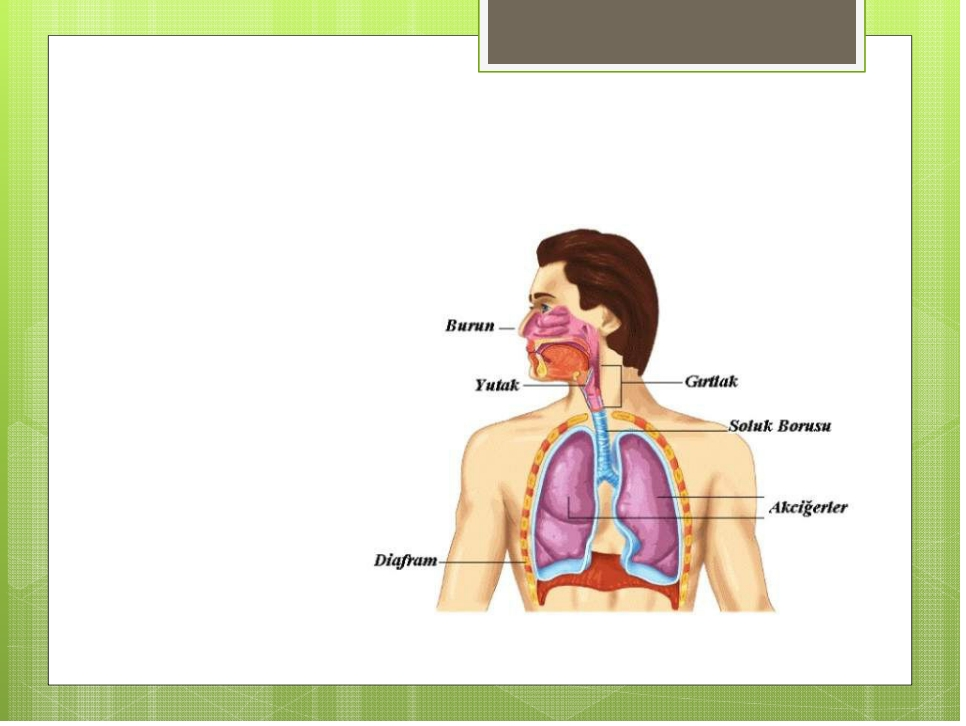 Burun
Yutak
Gırtlak
Soluk Borusu
Akciğerler
Diafram